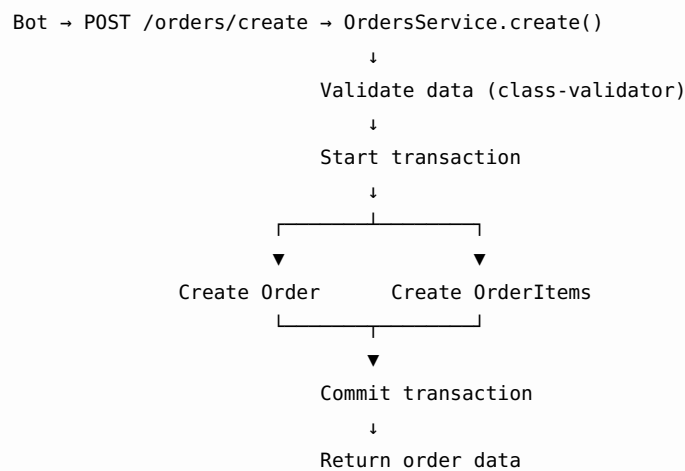 Bot → POST /orders/create → OrdersService.create()
↓
Validate data (class-validator)
↓
Start transaction
↓
▼ ▼
Create Order Create OrderItems
▼
Commit transaction
↓
Return order data